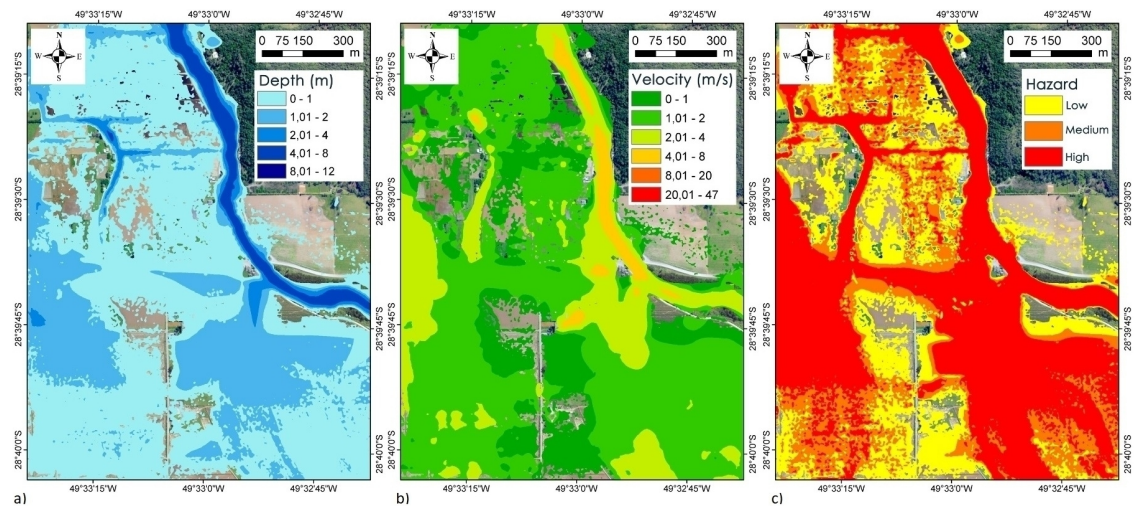 49°33'15"W 49°33'0"W 49°32'45"W
28°39'15"S
28°39'30"S
28°39'45"S
28°40'0"S
N
W E
S
0 75 150 300
m
Depth (m)
0 - 1
1,01 - 2
2,01 - 4
4,01 - 8
8,01 - 12
49°33'15"W 49°33'0"W 49°32'45"W
a)
49°33'15"W 49°33'0"W 49°32'45"W
28°39'15"S
28°39'30"S
28°39'45"S
28°40'0"S
N
W E
S
0 75 150 300
m
Velocity (m/s)
0 - 1
1,01 - 2
2,01 - 4
4,01 - 8
8,01 - 20
20,01 - 47
49°33'15"W 49°33'0"W 49°32'45"W
b)
49°33'15"W 49°33'0"W 49°32'45"W
28°39'15"S
28°39'30"S
28°39'45"S
28°40'0"S
N
W E
S
0 75 150 300
m
Hazard
Low
Medium
High
28°39'15"S
28°39'30"S
28°39'45"S
28°40'0"S
49°33'15"W 49°33'0"W 49°32'45"W
c)